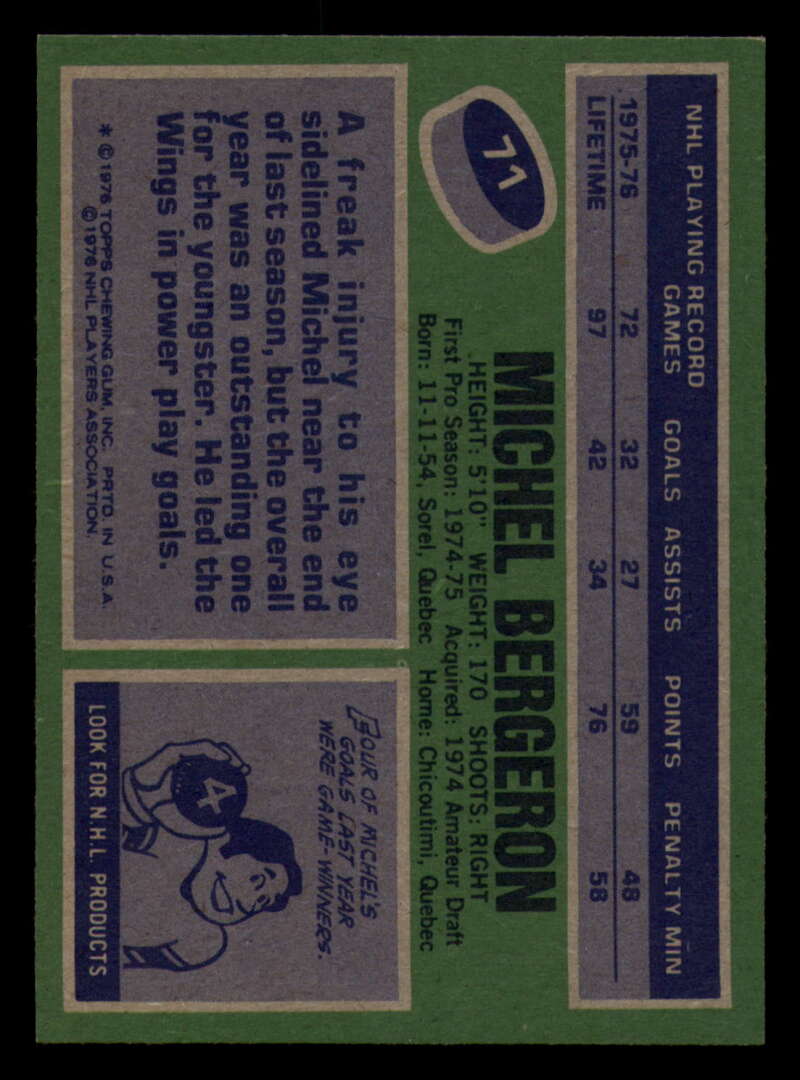 NHL PLAYING RECORD
GAMES GOALS ASSISTS POINTS PENALTY MIN
1975-76 72 32 27 59 48
LIFETIME 97 42 34 76 58
71
MICHEL BERGERON
HEIGHT: 5'10" WEIGHT: 170 SHOOTS: RIGHT
First Pro Season: 1974-75 Acquired: 1974 Amateur Draft
Born: 11-11-54, Sorel, Quebec Home: Chicoutimi, Quebec
A freak injury to his eye
sidelined Michel near the end
of last season, but the overall
year was an outstanding one
for the youngster. He led the
Wings in power play goals.
* © 1976 TOPPS CHEWING GUM, INC. PRTD. IN U.S.A.
© 1976 NHL PLAYERS ASSOCIATION.
FOUR OF MICHEL'S
GOALS LAST YEAR
WERE GAME-WINNERS.
4
LOOK FOR N.H.L. PRODUCTS